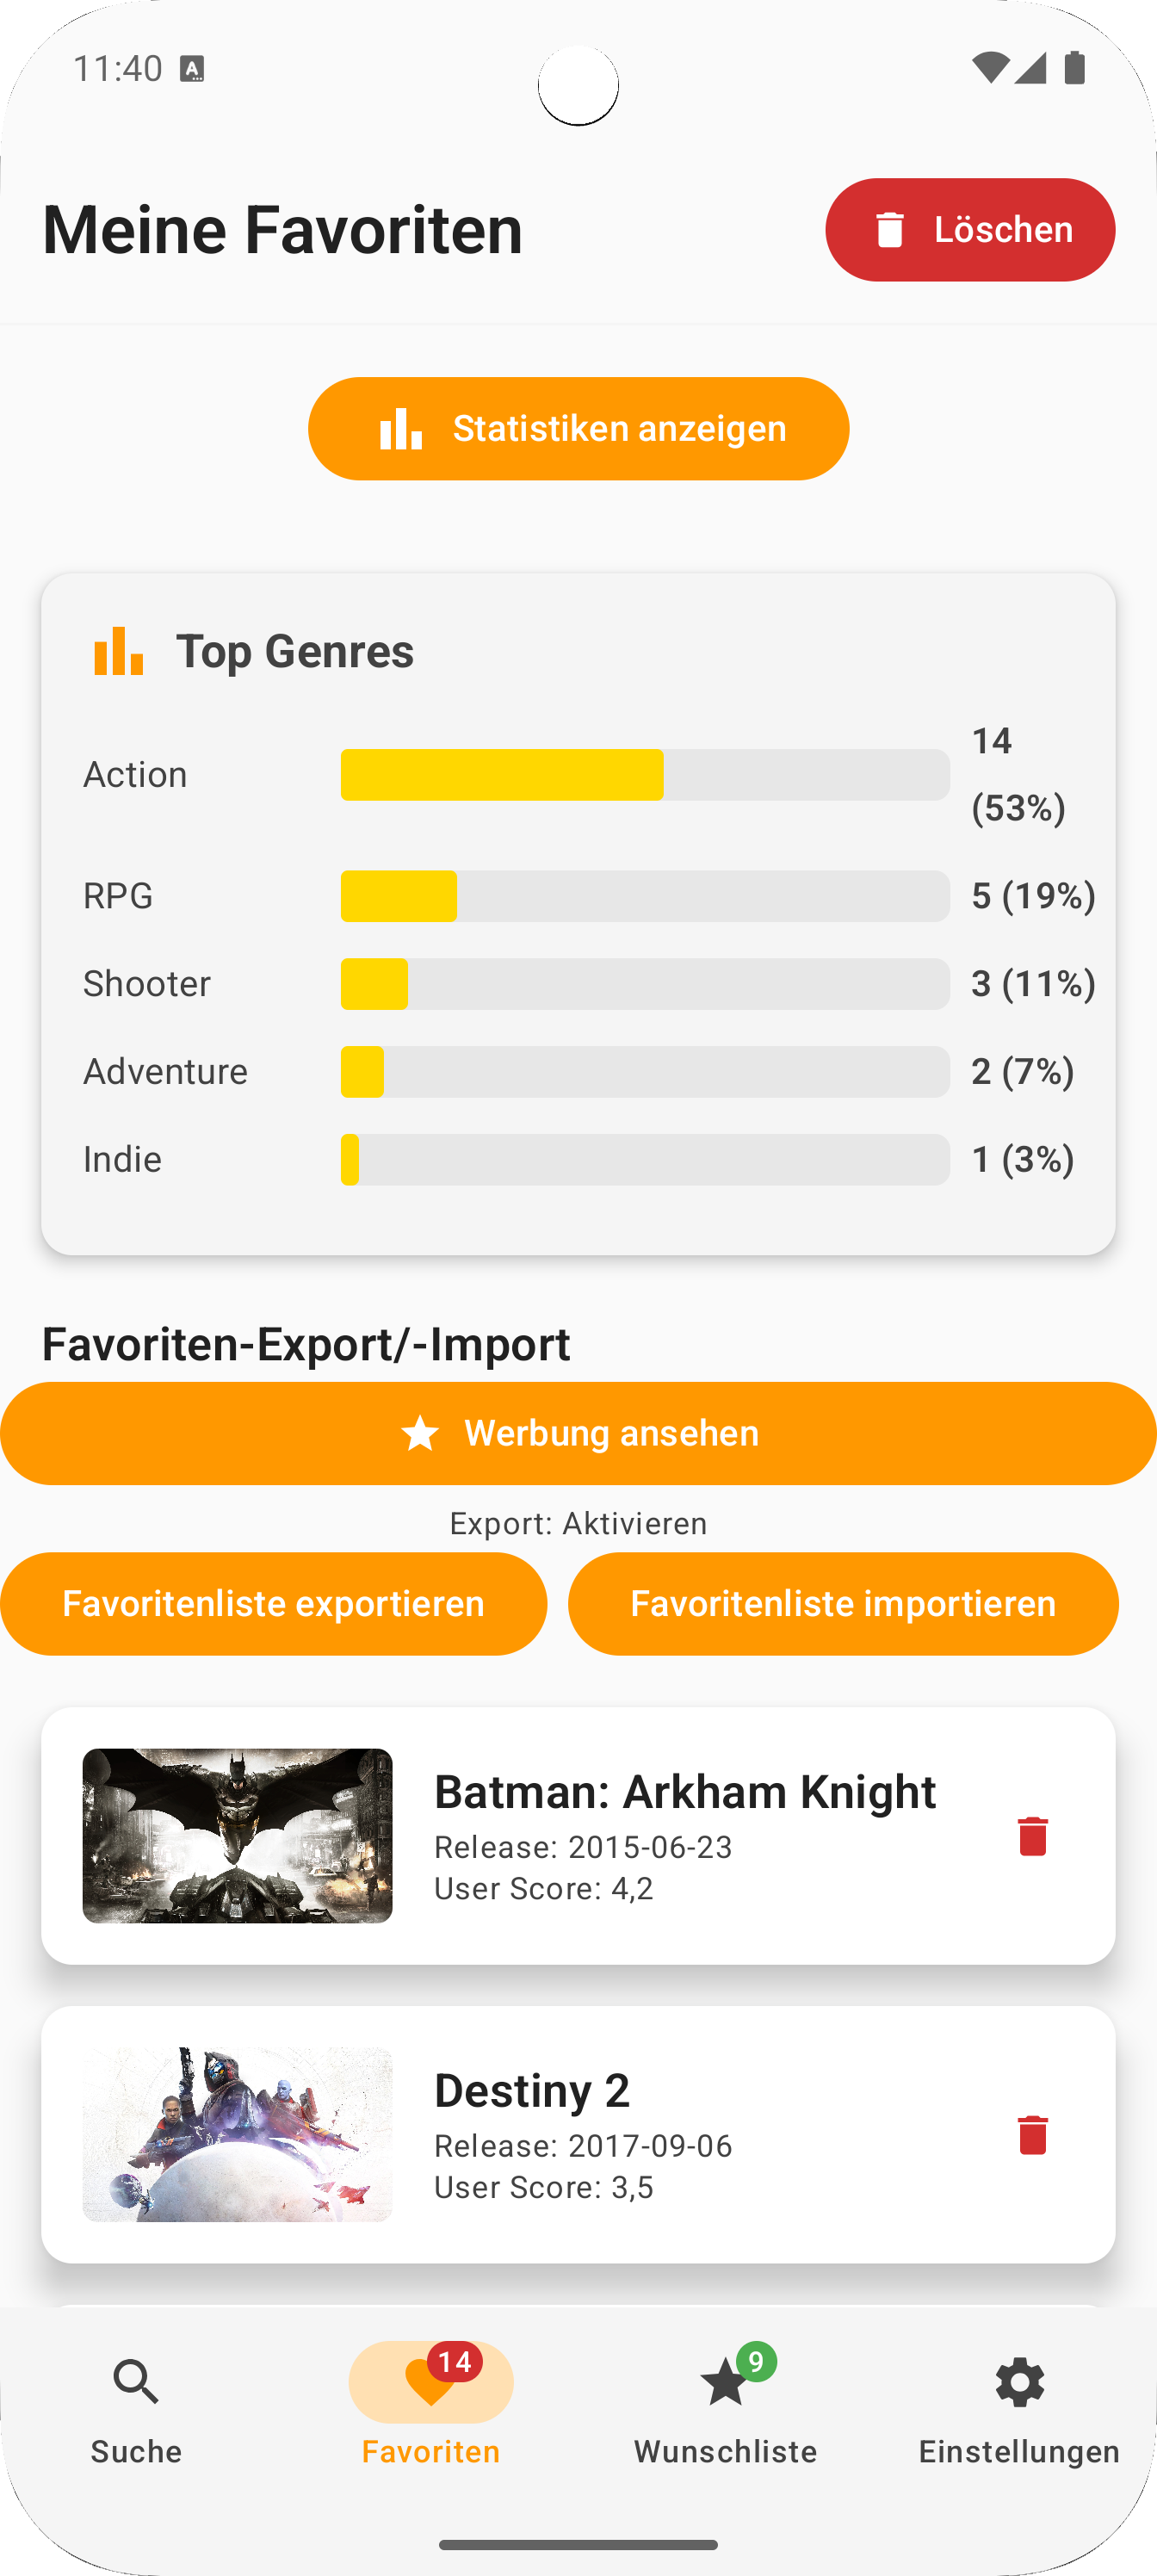 11:40
Meine Favoriten
Löschen
Statistiken anzeigen
Top Genres
Action
14
(53%)
RPG
5 (19%)
Shooter
3 (11%)
Adventure
2 (7%)
Indie
1 (3%)
Favoriten-Export/-Import
Werbung ansehen
Export: Aktivieren
Favoritenliste exportieren
Favoritenliste importieren
Batman: Arkham Knight
Release: 2015-06-23
User Score: 4,2
Destiny 2
Release: 2017-09-06
User Score: 3,5
14
9
Suche
Favoriten
Wunschliste
Einstellungen